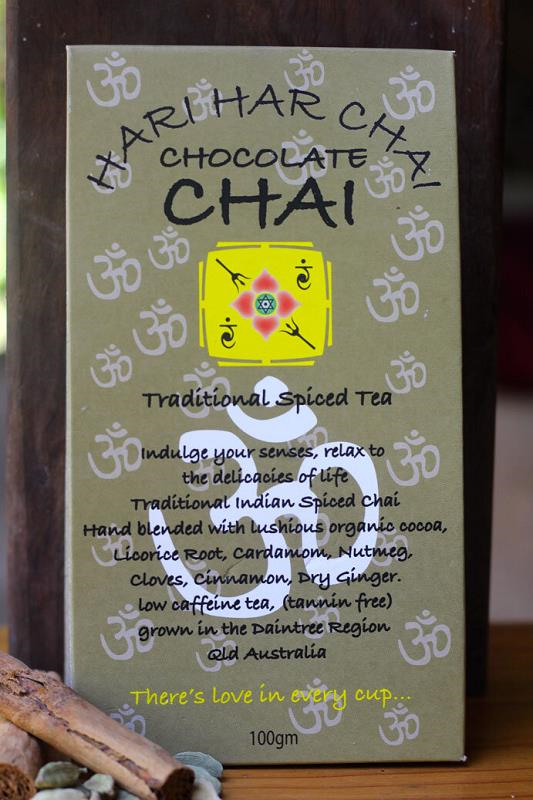 HARI HAR CHAI
CHOCOLATE
CHAI
Traditional Spiced Tea
Indulge your senses, relax to
the delicacies of life
Traditional Indian Spiced Chai
Hand blended with lushious organic cocoa,
Licorice Root, Cardamom, Nutmeg,
Cloves, Cinnamon, Dry Ginger.
low caffeine tea, (tannin free)
grown in the Daintree Region
Qld Australia
There's love in every cup...
100gm